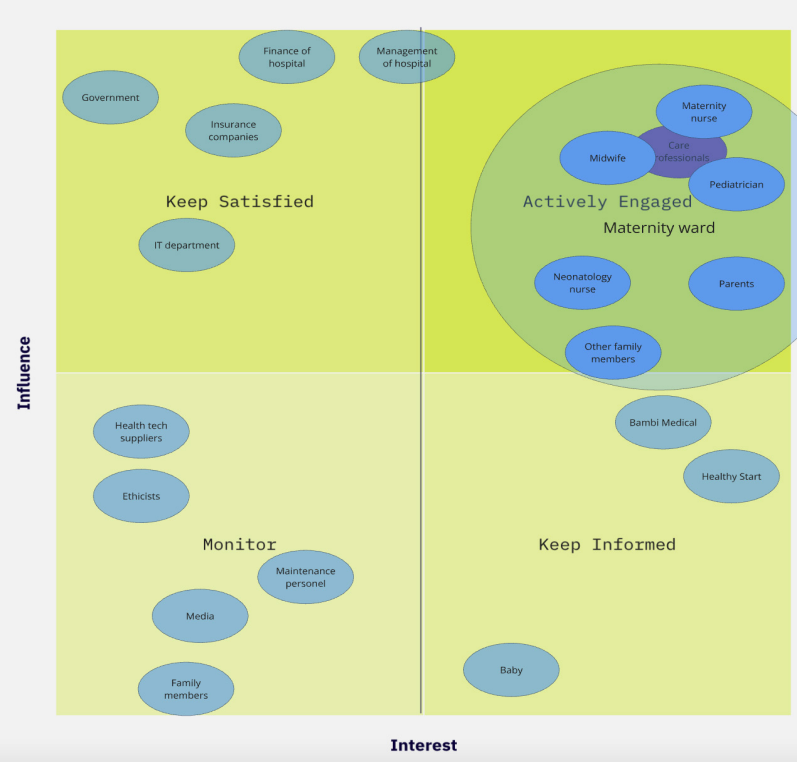 Finance of
hospital
Management
of hospital
Government
Maternity
nurse
Insurance
companies
Care
Midwife
rofessionals
Pediatrician
Keep Satisfied
Actively Engaged
Maternity ward
IT department
Neonatology
nurse
Parents
Other family
members
Influence
Health tech
suppliers
Bambi Medical
Healthy Start
Ethicists
Monitor
Keep Informed
Maintenance
personel
Media
Baby
Family
members
Interest